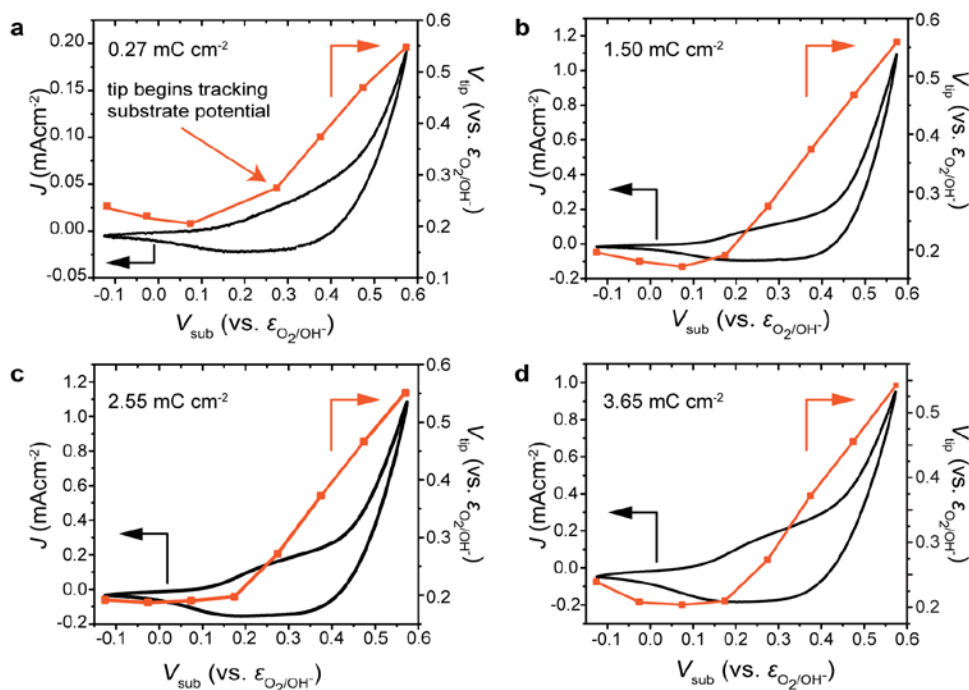 a
0.27 mC cm⁻²
tip begins tracking
substrate potential
J (mAcm⁻²)
0.20
0.15
0.10
0.05
0.00
-0.05
V_tip (vs. ε_O₂/OH⁻)
0.6
0.5
0.4
0.3
0.2
0.1
-0.1 0.0 0.1 0.2 0.3 0.4 0.5 0.6
V_sub (vs. ε_O₂/OH⁻)
b
1.50 mC cm⁻²
J (mAcm⁻²)
1.2
1.0
0.8
0.6
0.4
0.2
0.0
-0.2
V_tip (vs. ε_O₂/OH⁻)
0.6
0.5
0.4
0.3
0.2
-0.1 0.0 0.1 0.2 0.3 0.4 0.5 0.6
V_sub (vs. ε_O₂/OH⁻)
c
2.55 mC cm⁻²
J (mAcm⁻²)
1.2
1.0
0.8
0.6
0.4
0.2
0.0
-0.2
V_tip (vs. ε_O₂/OH⁻)
0.6
0.5
0.4
0.3
0.2
-0.1 0.0 0.1 0.2 0.3 0.4 0.5 0.6
V_sub (vs. ε_O₂/OH⁻)
d
3.65 mC cm⁻²
J (mAcm⁻²)
1.0
0.8
0.6
0.4
0.2
0.0
-0.2
V_tip (vs. ε_O₂/OH⁻)
0.5
0.4
0.3
0.2
-0.1 0.0 0.1 0.2 0.3 0.4 0.5 0.6
V_sub (vs. ε_O₂/OH⁻)